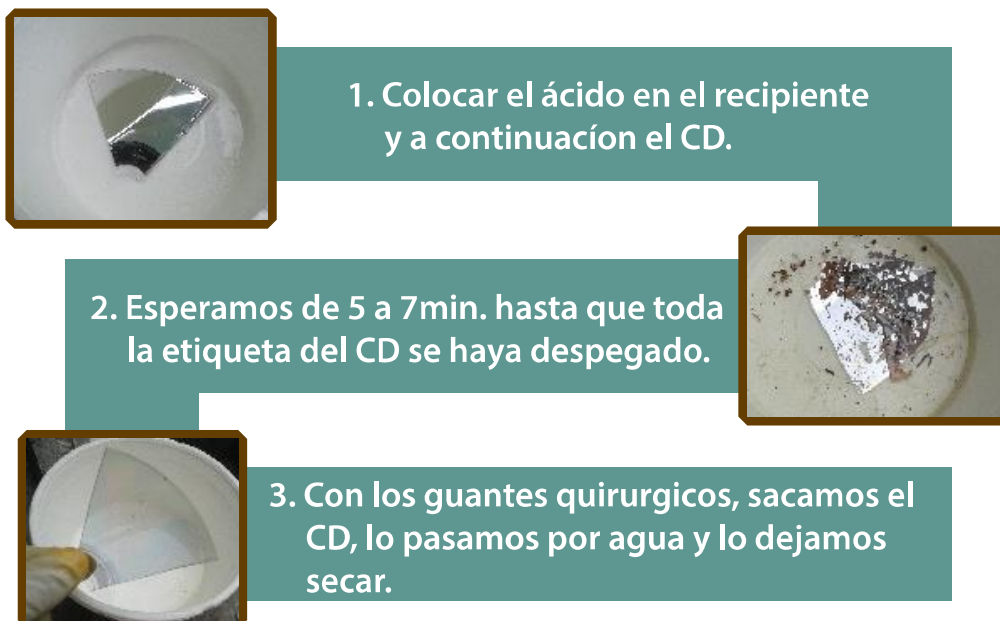 1. Colocar el ácido en el recipiente
y a continuacíon el CD.
2. Esperamos de 5 a 7min. hasta que toda
la etiqueta del CD se haya despegado.
3. Con los guantes quirurgicos, sacamos el
CD, lo pasamos por agua y lo dejamos
secar.